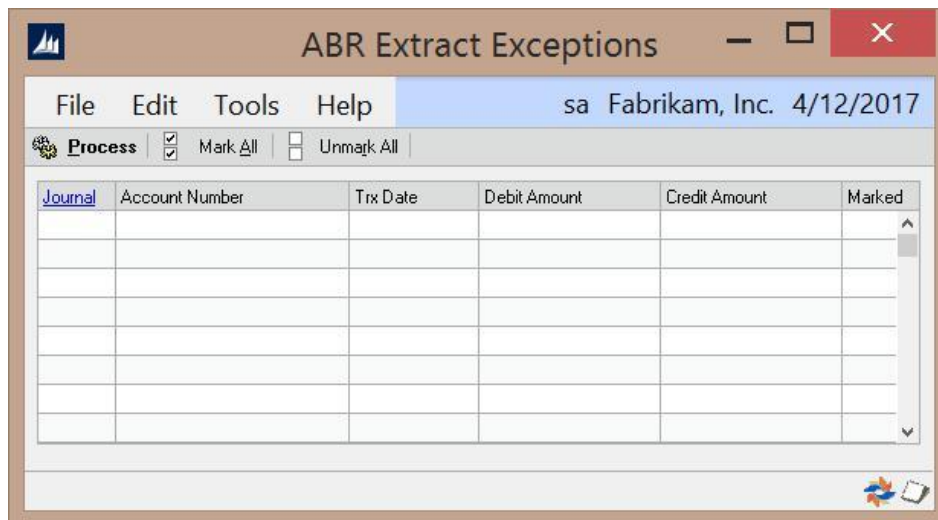 ABR Extract Exceptions
File Edit Tools Help sa Fabrikam, Inc. 4/12/2017
Process Mark All Unmark All
Journal Account Number Trx Date Debit Amount Credit Amount Marked